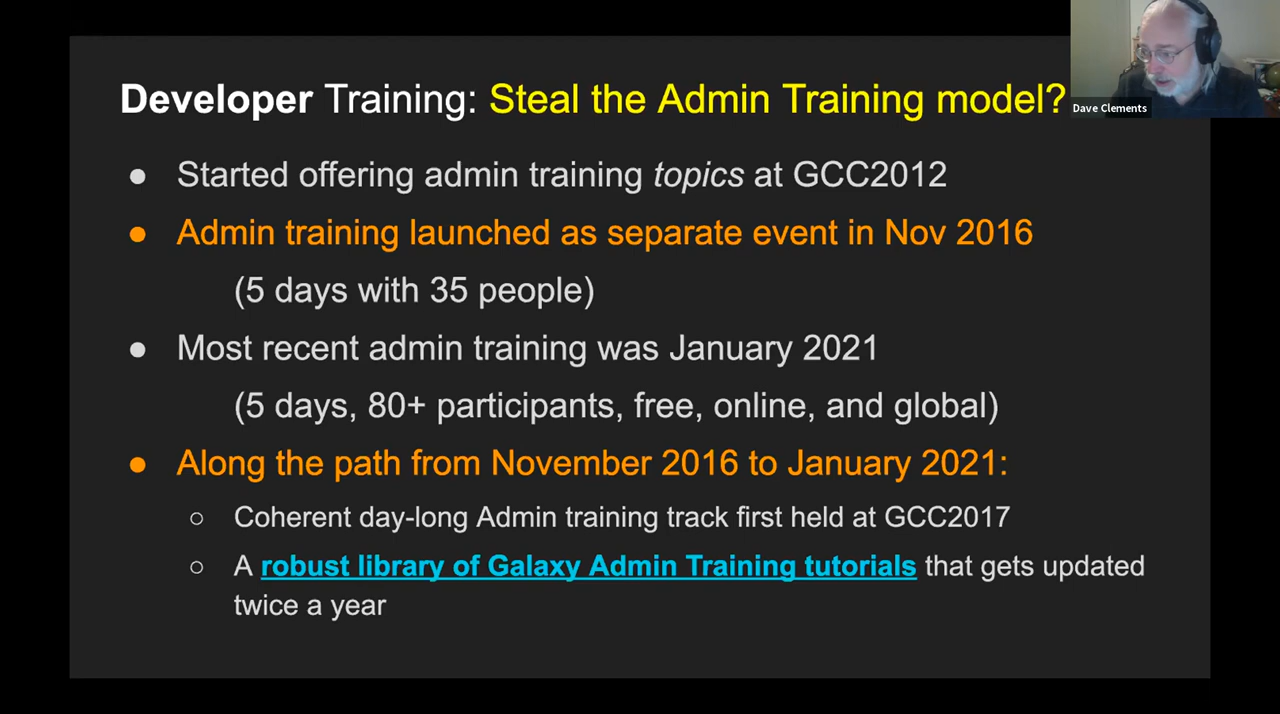 Developer Training: Steal the Admin Training model?
Dave Clements
● Started offering admin training topics at GCC2012
● Admin training launched as separate event in Nov 2016
(5 days with 35 people)
● Most recent admin training was January 2021
(5 days, 80+ participants, free, online, and global)
● Along the path from November 2016 to January 2021:
○ Coherent day-long Admin training track first held at GCC2017
○ A robust library of Galaxy Admin Training tutorials that gets updated
twice a year